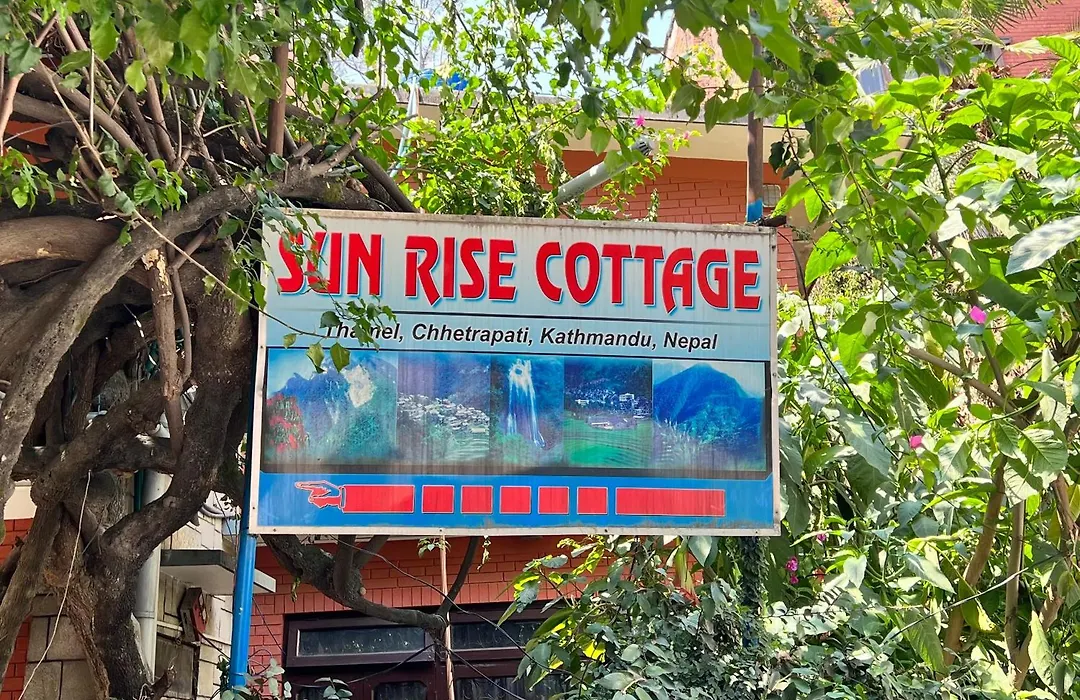 SUN RISE COTTAGE
Thamel, Chhetrapati, Kathmandu, Nepal